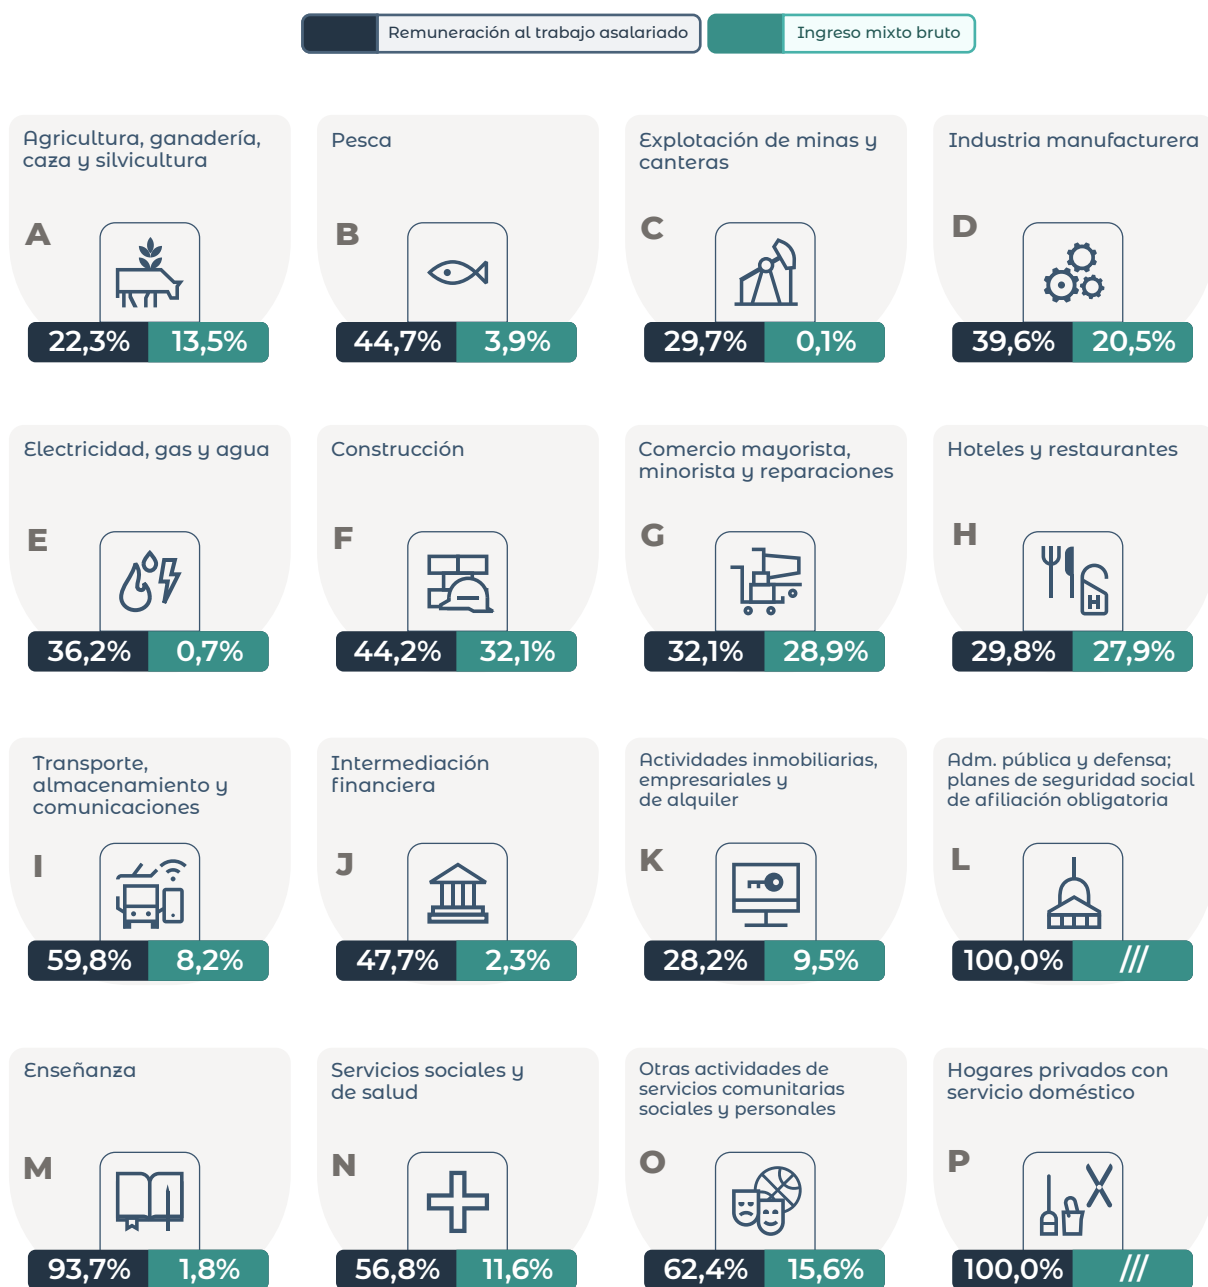 Remuneración al trabajo asalariado
Ingreso mixto bruto
Agricultura, ganadería,
caza y silvicultura
A
22,3%
13,5%
Pesca
B
44,7%
3,9%
Explotación de minas y
canteras
C
29,7%
0,1%
Industria manufacturera
D
39,6%
20,5%
Electricidad, gas y agua
E
36,2%
0,7%
Construcción
F
44,2%
32,1%
Comercio mayorista,
minorista y reparaciones
G
32,1%
28,9%
Hoteles y restaurantes
H
H
29,8%
27,9%
Transporte,
almacenamiento y
comunicaciones
I
59,8%
8,2%
Intermediación
financiera
J
47,7%
2,3%
Actividades inmobiliarias,
empresariales y
de alquiler
K
28,2%
9,5%
Adm. pública y defensa;
planes de seguridad social
de afiliación obligatoria
L
100,0%
///
Enseñanza
M
93,7%
1,8%
Servicios sociales y
de salud
N
56,8%
11,6%
Otras actividades de
servicios comunitarias
sociales y personales
O
62,4%
15,6%
Hogares privados con
servicio doméstico
P
100,0%
///